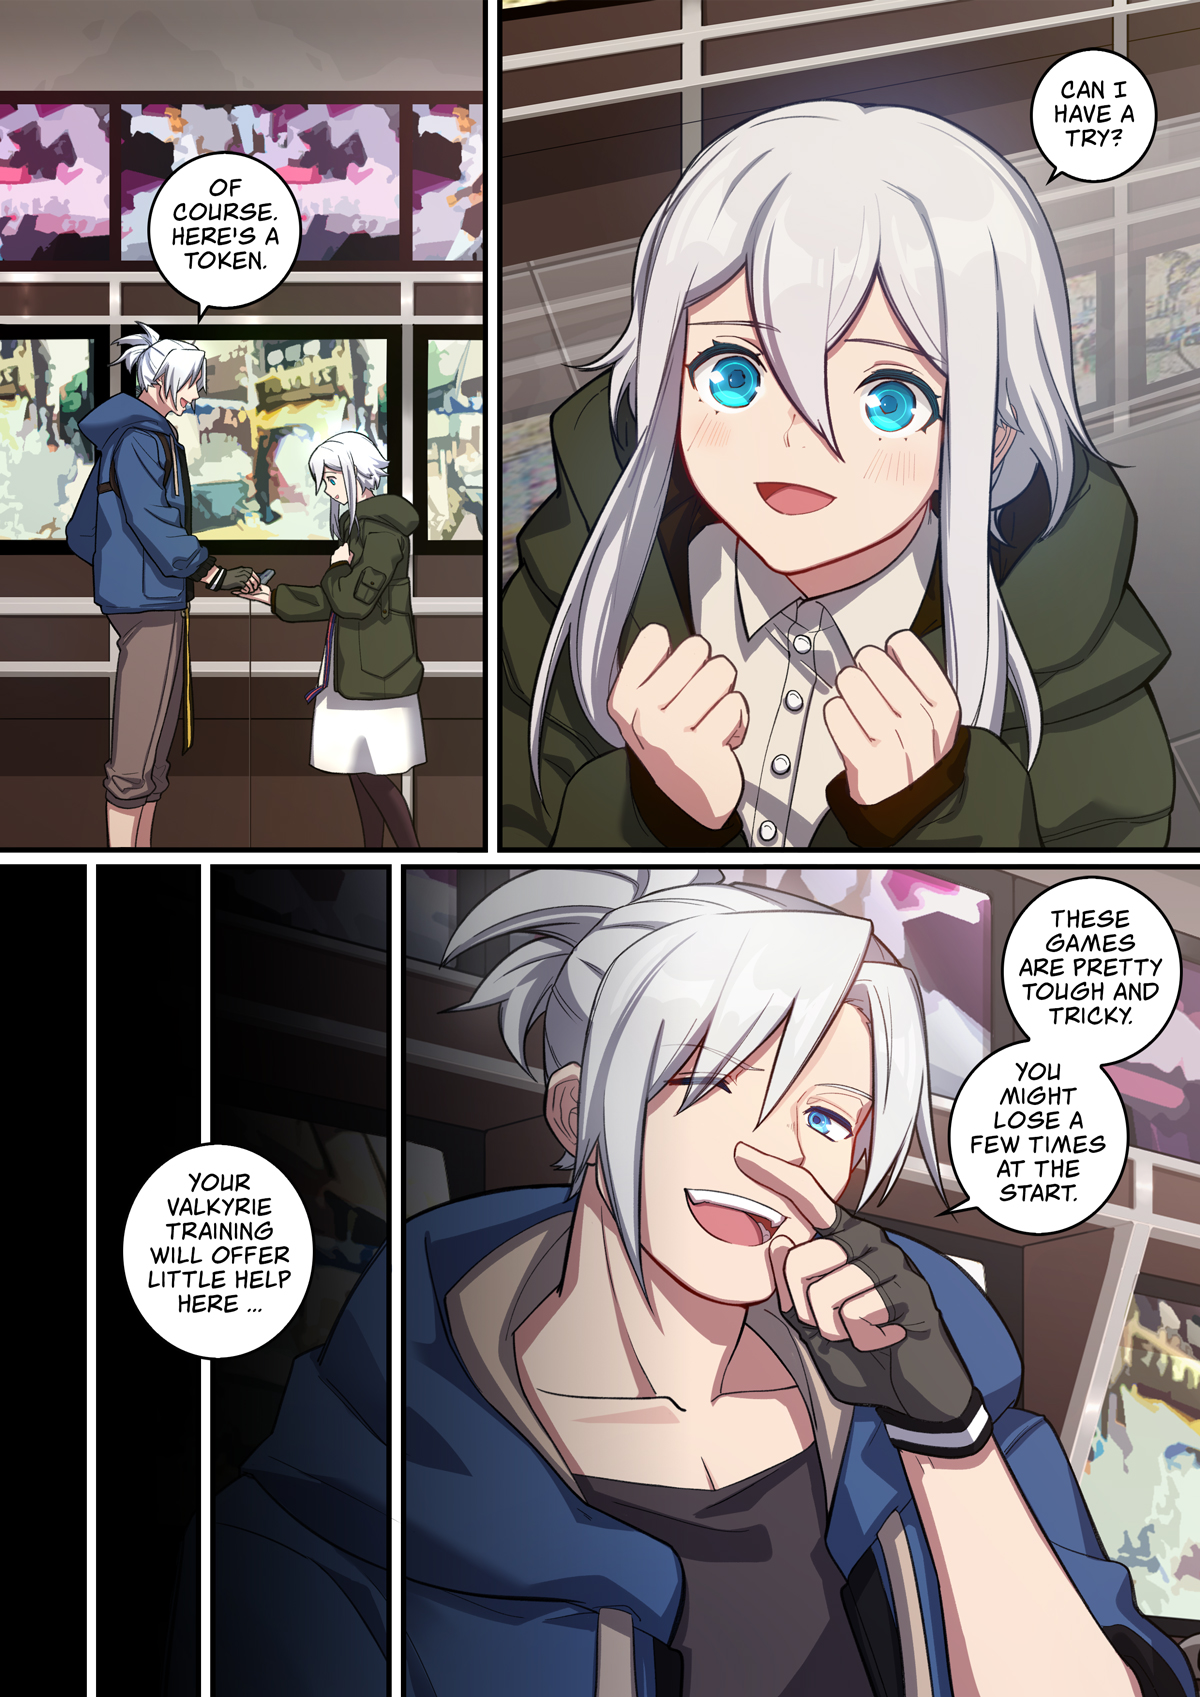 CAN I
HAVE A
TRY?
OF
COURSE.
HERE'S A
TOKEN.
THESE
GAMES
ARE PRETTY
TOUGH AND
TRICKY.
YOU
MIGHT
LOSE A
FEW TIMES
AT THE
START.
YOUR
VALKYRIE
TRAINING
WILL OFFER
LITTLE HELP
HERE ...